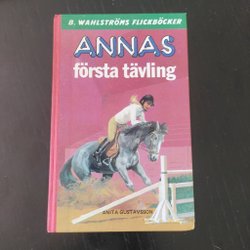 B. WAHLSTRÖMS FLICKBÖCKER
ANNAS
första tävling
ANITA GUSTAVSSON